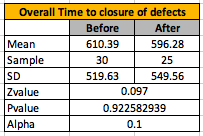 Overall Time to closure of defects
Before After
Mean 610.39 596.28
Sample 30 25
SD 519.63 549.56
Zvalue 0.097
Pvalue 0.922582939
Alpha 0.1